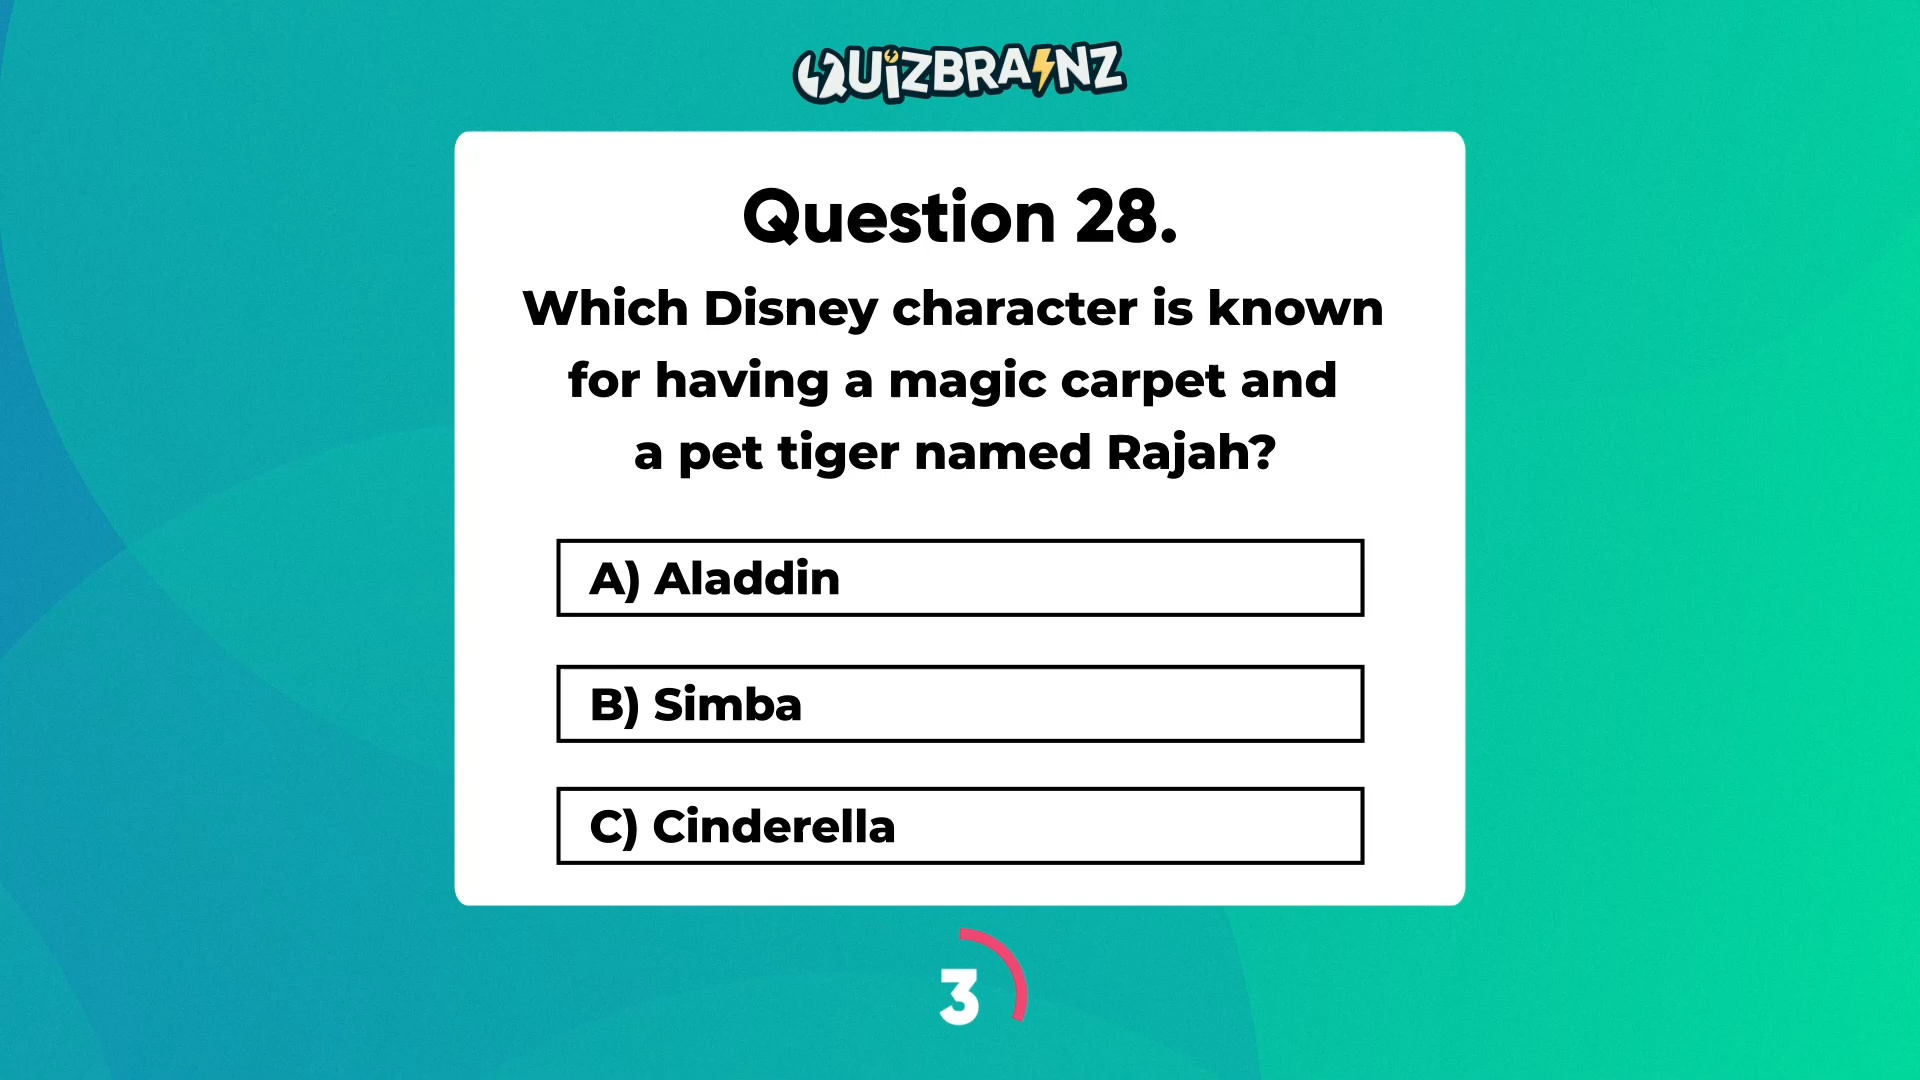 QUIZBRAINZ
Question 28.
Which Disney character is known
for having a magic carpet and
a pet tiger named Rajah?
A) Aladdin
B) Simba
C) Cinderella
3